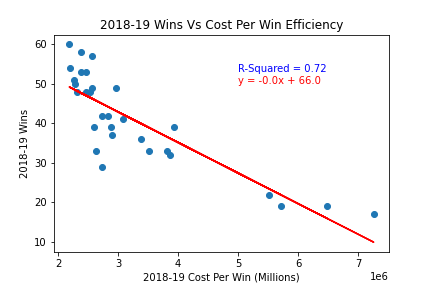 2018-19 Wins Vs Cost Per Win Efficiency
60
50
40
30
20
10
2018-19 Wins
R-Squared = 0.72
y = -0.0x + 66.0
2 3 4 5 6 7
1e6
2018-19 Cost Per Win (Millions)